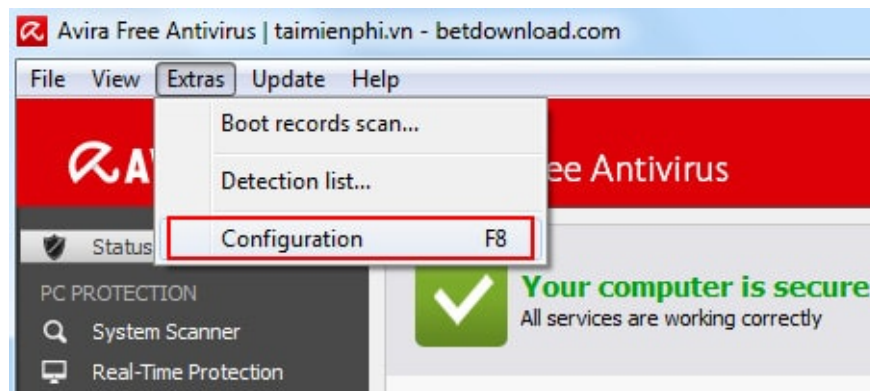 Avira Free Antivirus | taimienphi.vn - betdownload.com
File View Extras Update Help
Boot records scan...
Detection list...
Configuration F8
Antivirus
Status
PC PROTECTION
System Scanner
Real-Time Protection
Your computer is secure
All services are working correctly